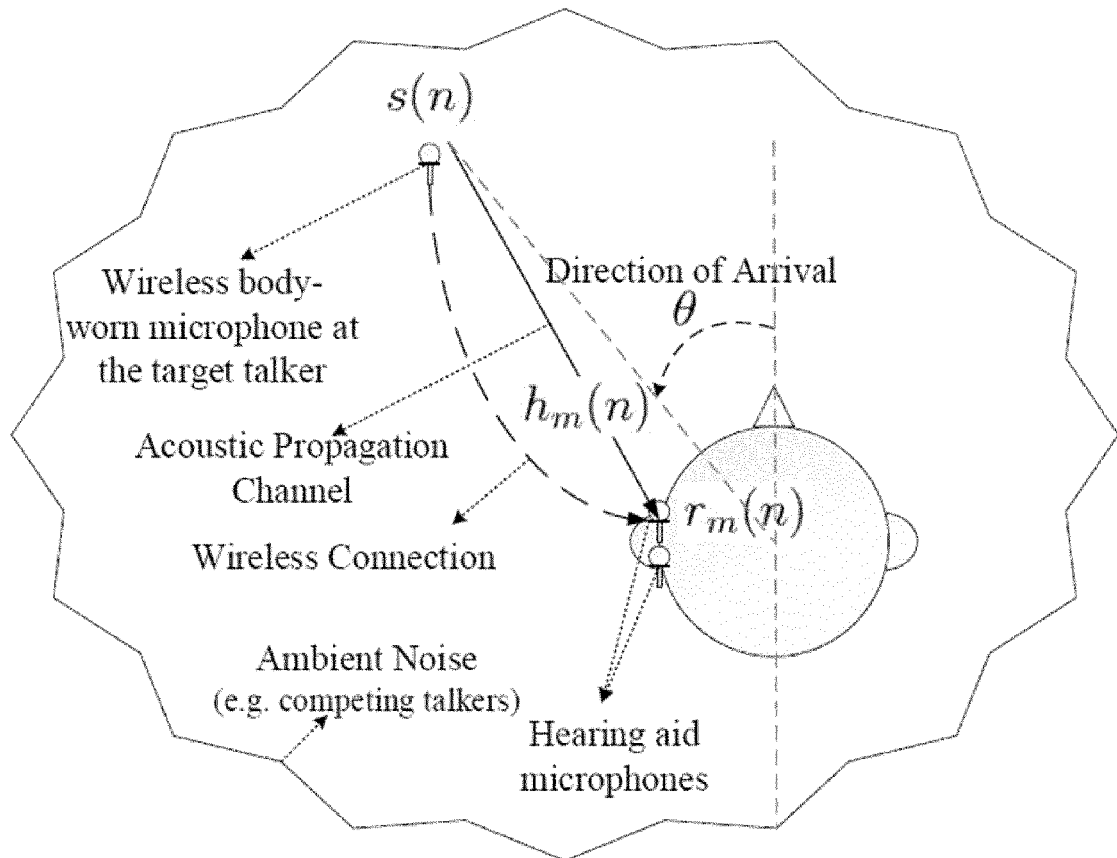 s(n)
Direction of Arrival
θ
Wireless body-
worn microphone at
the target talker
h_m(n)
Acoustic Propagation
Channel
r_m(n)
Wireless Connection
Ambient Noise
(e.g. competing talkers)
Hearing aid
microphones